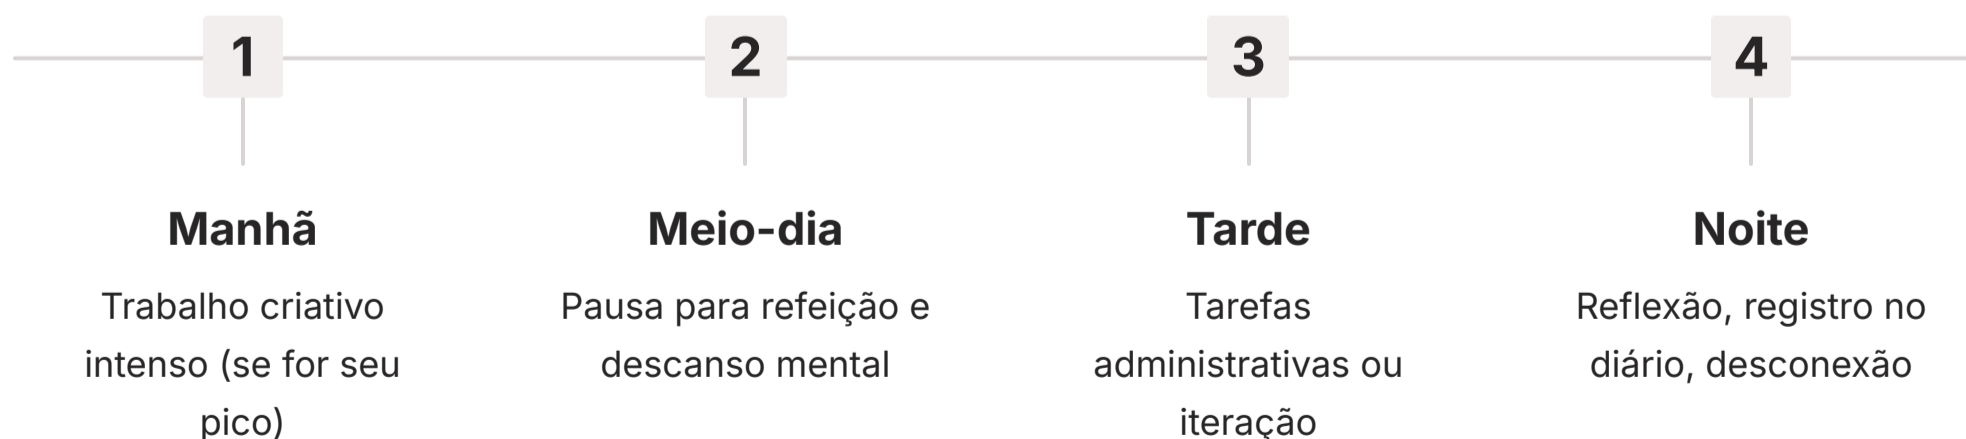 1
2
3
4
Manhã
Trabalho criativo
intenso (se for seu
pico)
Meio-dia
Pausa para refeição e
descanso mental
Tarde
Tarefas
administrativas ou
iteração
Noite
Reflexão, registro no
diário, desconexão